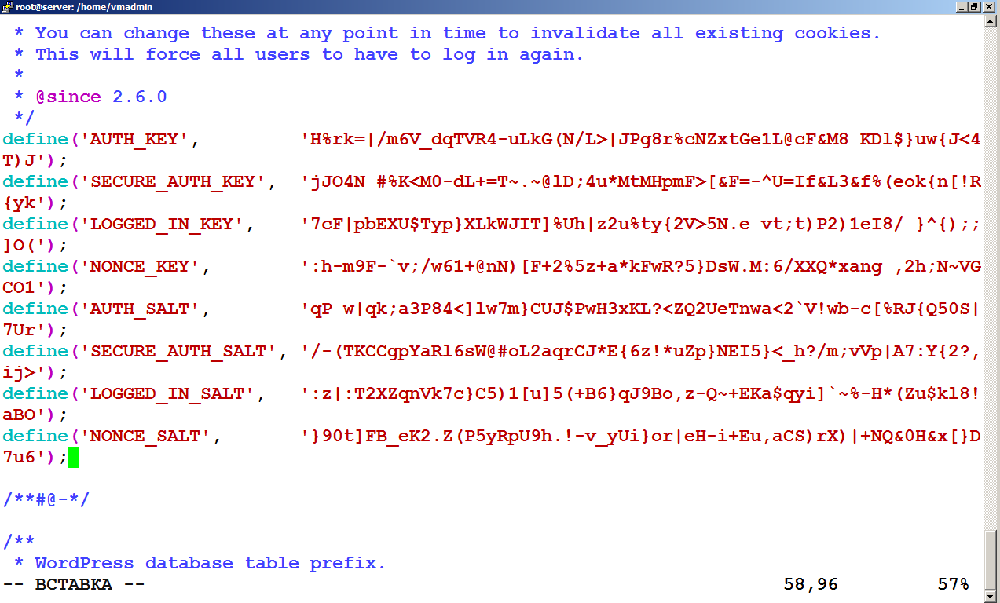 root@server: /home/vmadmin
 * You can change these at any point in time to invalidate all existing cookies.
 * This will force all users to have to log in again.
 *
 * @since 2.6.0
 */
define('AUTH_KEY',         'H%rk=|/m6V_dqTVR4-uLkG(N/L>|JPg8r%cNZxtGe1L@cF&M8 KDl$}uw{J<4
T)J');
define('SECURE_AUTH_KEY',  'jJO4N #%K<M0-dL+=T~.~@lD;4u*MtMHpmF>[&F=-^U=If&L3&f%(eok{n[!R
{yk');
define('LOGGED_IN_KEY',    '7cF|pbEXU$Typ}XLkWJIT]%Uh|z2u%ty{2V>5N.e vt;t)P2)1eI8/ }^{);;
]O(');
define('NONCE_KEY',        ':h-m9F-`v;/w61+@nN)[F+2%5z+a*kFwR?5}DsW.M:6/XXQ*xang ,2h;N~VG
CO1');
define('AUTH_SALT',        'qP w|qk;a3P84<]lw7m}CUJ$PwH3xKL?<ZQ2UeTnwa<2`V!wb-c[%RJ{Q50S|
7Ur');
define('SECURE_AUTH_SALT', '/-(TKCCgpYaRl6sW@#oL2aqrCJ*E{6z!*uZp}NEI5}<_h?/m;vVp|A7:Y{2?,
ij>');
define('LOGGED_IN_SALT',   ':z|:T2XZqnVk7c}C5)1[u]5(+B6}qJ9Bo,z-Q~+EKa$qyi]`~%-H*(Zu$kl8!
aBO');
define('NONCE_SALT',       '}90t]FB_eK2.Z(P5yRpU9h.!-v_yUi}or|eH-i+Eu,aCS)rX)|+NQ&0H&x[}D
7u6');
/**#@-*/
/**
 * WordPress database table prefix.
-- ВСТАВКА -- 58,96 57%